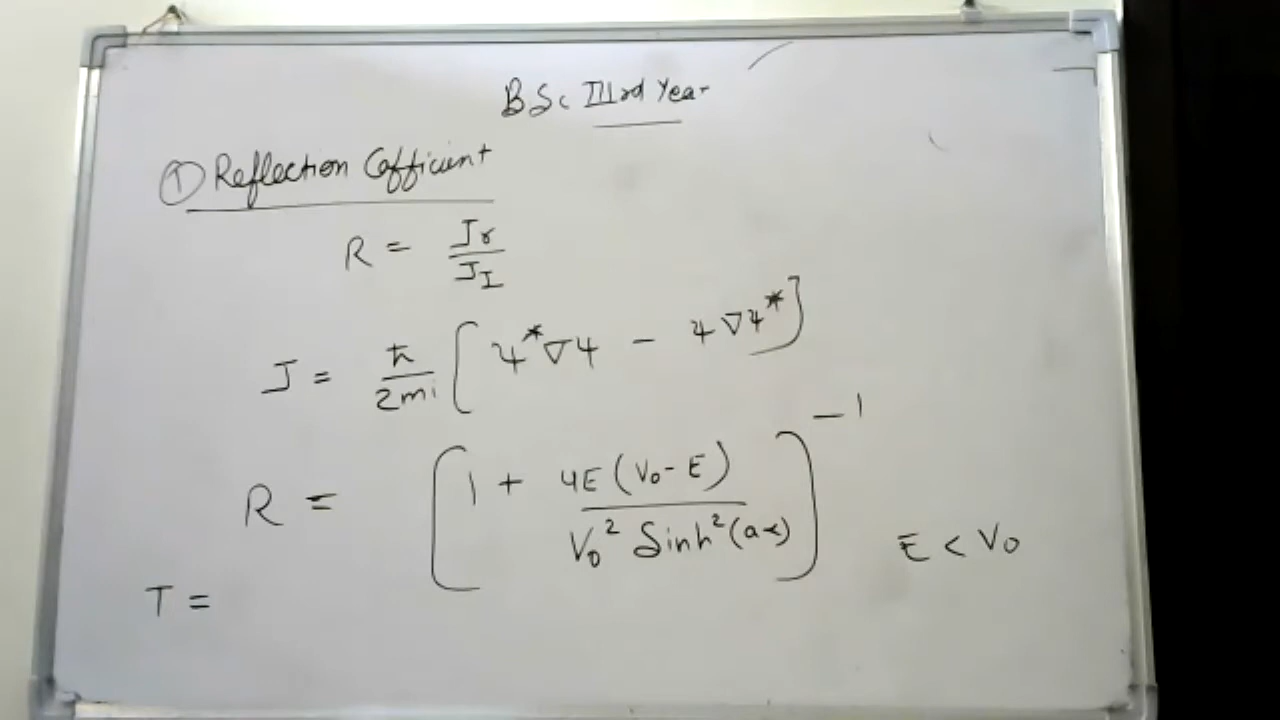 BSc IIIrd Year
① Reflection Cofficient
R = Jr / JI
J = ħ / 2mi [ ψ* ∇ψ - ψ∇ψ* ]
R = [ 1 + 4E (V₀ - E) / V₀² Sinh² (aα) ]⁻¹ E < V₀
T =